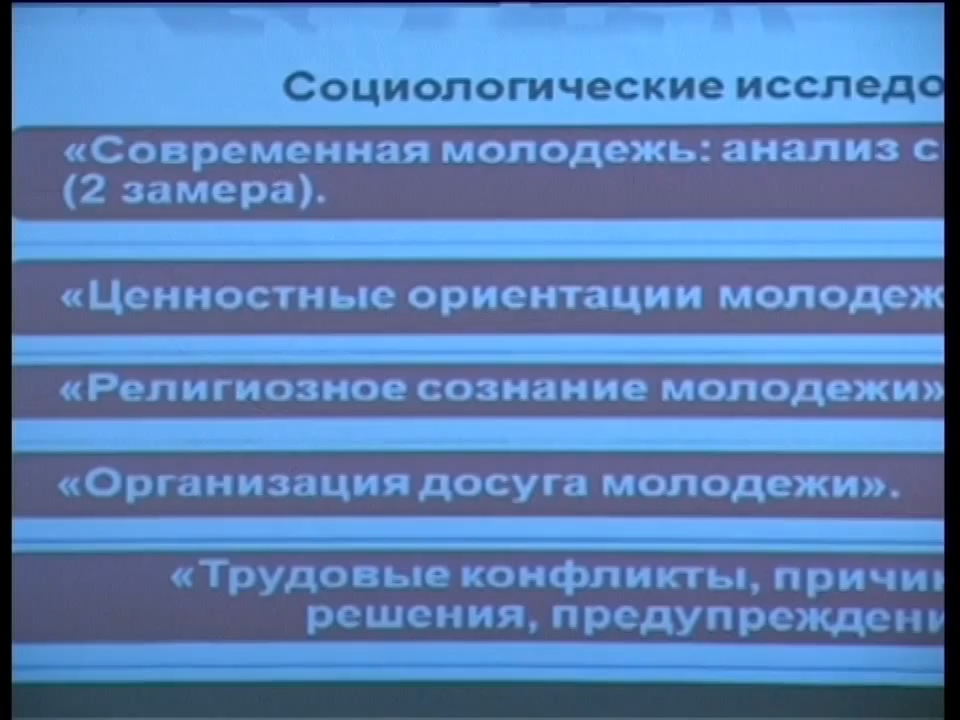 Социологические исследо
«Современная молодежь: анализ с
(2 замера).
«Ценностные ориентации молодеж
«Религиозное сознание молодежи»
«Организация досуга молодежи».
«Трудовые конфликты, причин
решения, предупреждени